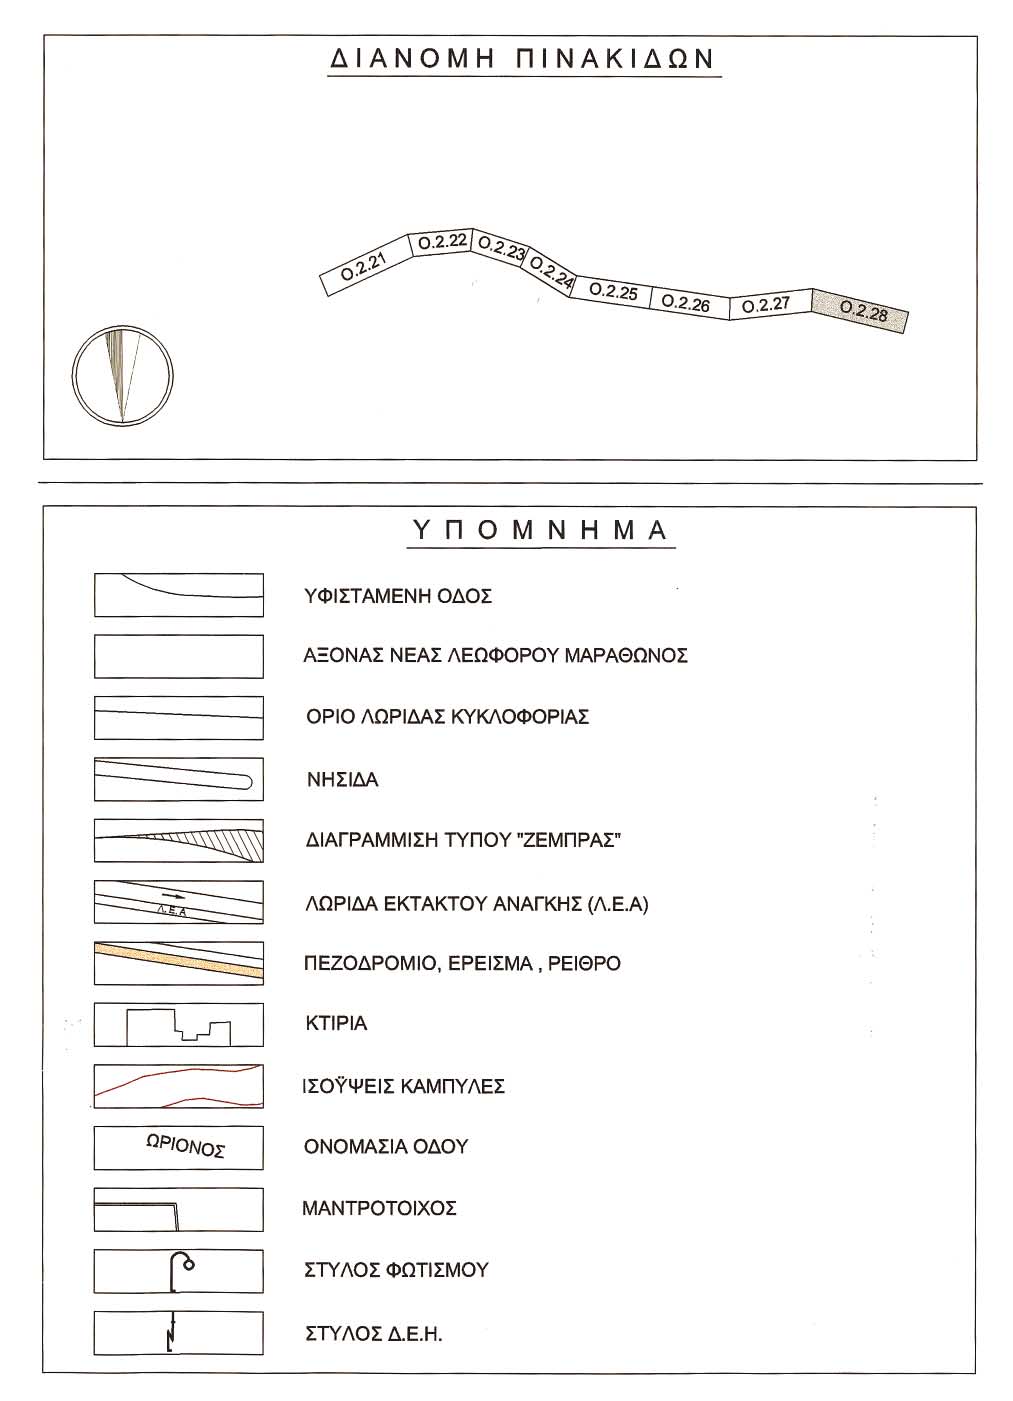 ΔΙΑΝΟΜΗ ΠΙΝΑΚΙΔΩΝ
Ο.2.21
Ο.2.22
Ο.2.23
Ο.2.24
Ο.2.25
Ο.2.26
Ο.2.27
Ο.2.28
ΥΠΟΜΝΗΜΑ
ΥΦΙΣΤΑΜΕΝΗ ΟΔΟΣ
ΑΞΟΝΑΣ ΝΕΑΣ ΛΕΩΦΟΡΟΥ ΜΑΡΑΘΩΝΟΣ
ΟΡΙΟ ΛΩΡΙΔΑΣ ΚΥΚΛΟΦΟΡΙΑΣ
ΝΗΣΙΔΑ
ΔΙΑΓΡΑΜΜΙΣΗ ΤΥΠΟΥ "ΖΕΜΠΡΑΣ"
Λ.Ε.Α
ΛΩΡΙΔΑ ΕΚΤΑΚΤΟΥ ΑΝΑΓΚΗΣ (Λ.Ε.Α)
ΠΕΖΟΔΡΟΜΙΟ, ΕΡΕΙΣΜΑ , ΡΕΙΘΡΟ
ΚΤΙΡΙΑ
ΙΣΟΫΨΕΙΣ ΚΑΜΠΥΛΕΣ
ΩΡΙΟΝΟΣ
ΟΝΟΜΑΣΙΑ ΟΔΟΥ
ΜΑΝΤΡΟΤΟΙΧΟΣ
ΣΤΥΛΟΣ ΦΩΤΙΣΜΟΥ
ΣΤΥΛΟΣ Δ.Ε.Η.